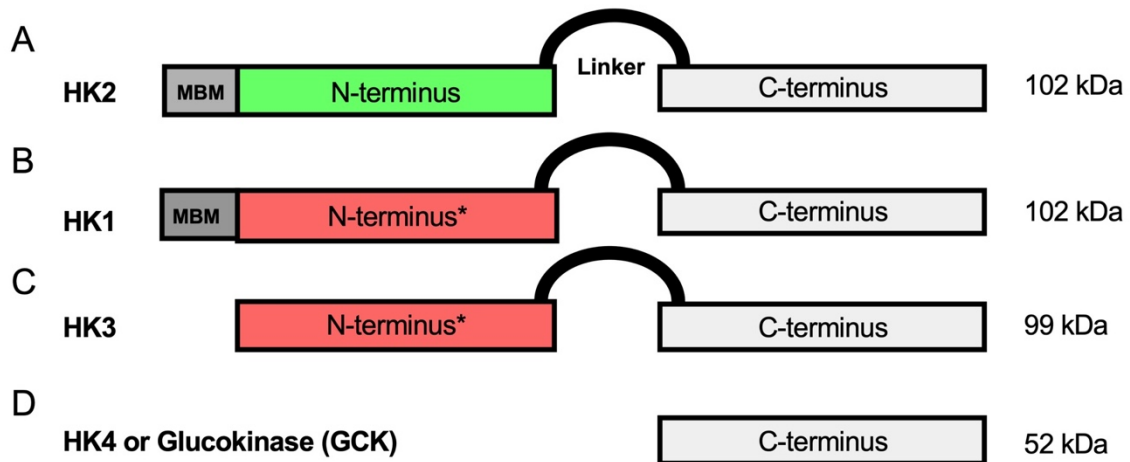 A
HK2
MBM
N-terminus
Linker
C-terminus
102 kDa
B
HK1
MBM
N-terminus*
C-terminus
102 kDa
C
HK3
N-terminus*
C-terminus
99 kDa
D
HK4 or Glucokinase (GCK)
C-terminus
52 kDa